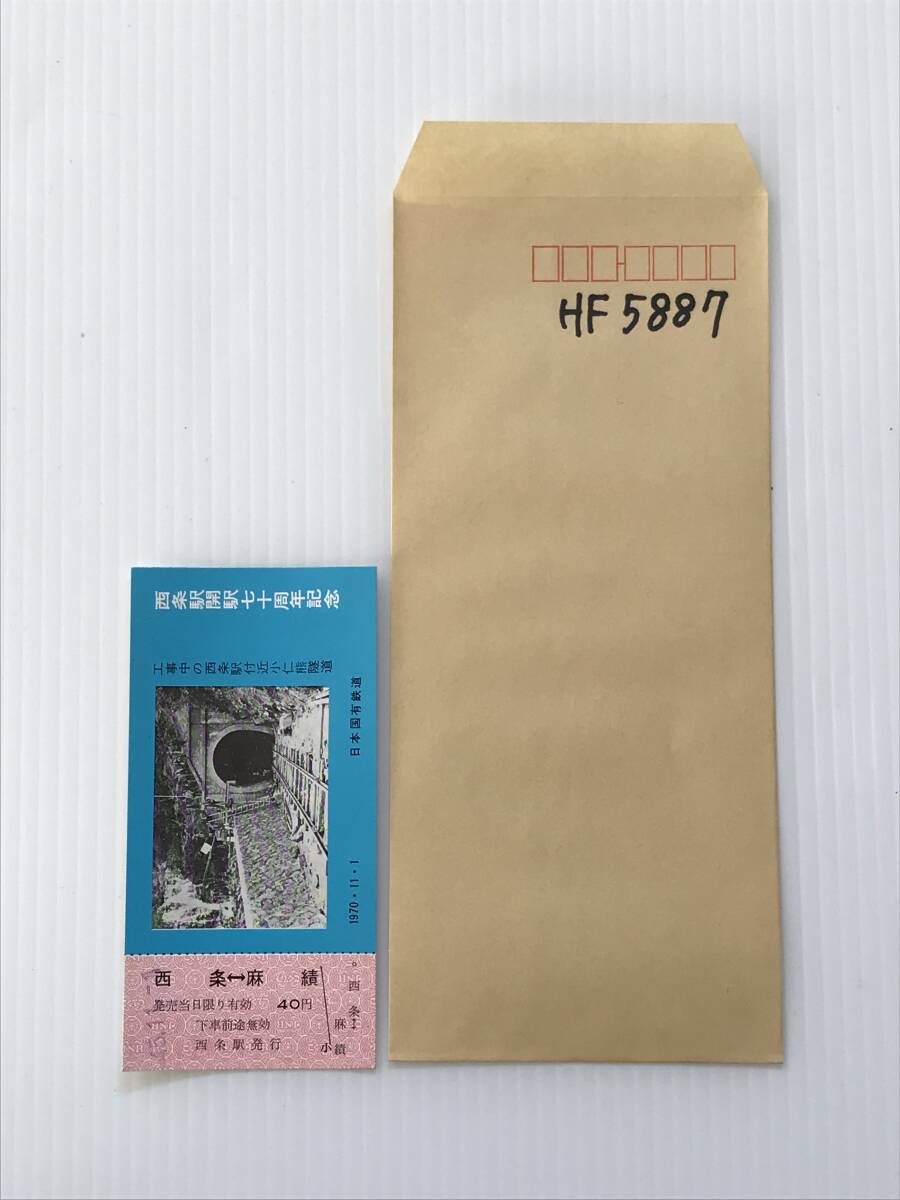 HF 5887
西条駅開駅七十周年記念
工事中の西条駅付近小仁熊隧道
日本国有鉄道
1970・11・1
西 条↔麻 績
発売当日限り有効 40円
下車前途無効
西条駅発行
西条↔麻績
小